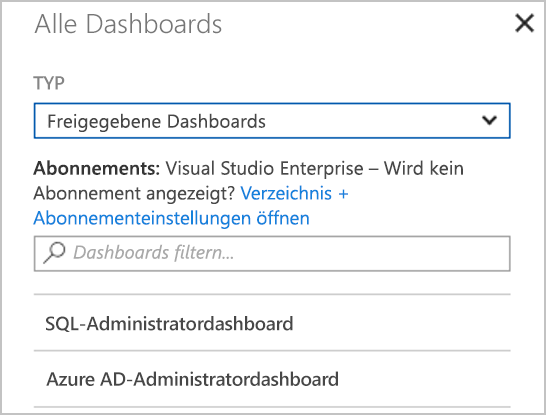 Alle Dashboards
TYP
Freigegebene Dashboards
Abonnements: Visual Studio Enterprise – Wird kein
Abonnement angezeigt? Verzeichnis +
Abonnementeinstellungen öffnen
Dashboards filtern...
SQL-Administratordashboard
Azure AD-Administratordashboard